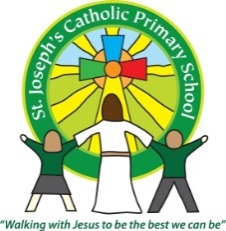 St. Joseph's Catholic Primary School
"Walking with Jesus to be the best we can be"